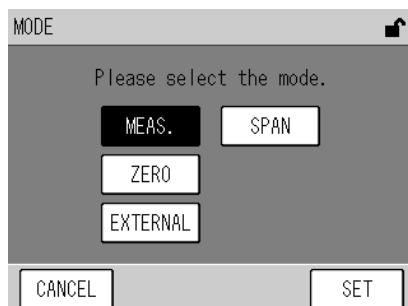 MODE
Please select the mode.
MEAS. SPAN
ZERO
EXTERNAL
CANCEL SET